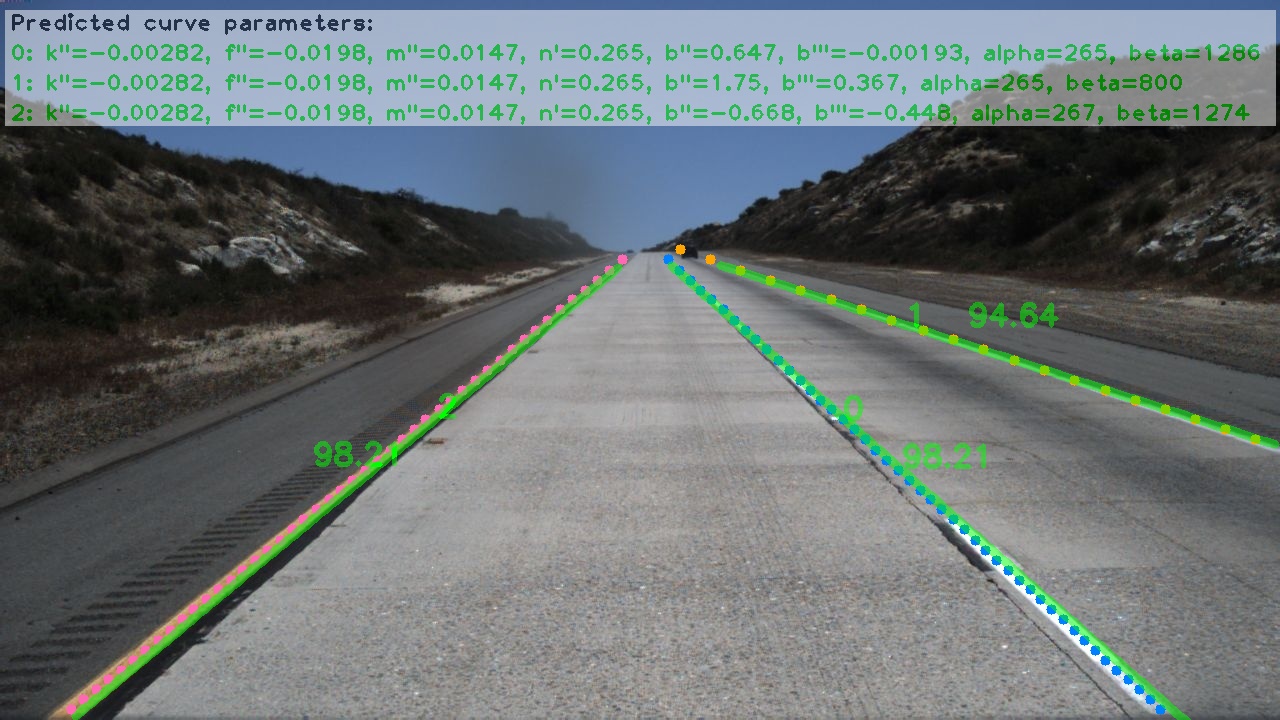 Predicted curve parameters:
0: k"=-0.00282, f"=-0.0198, m"=0.0147, n'=0.265, b"=0.647, b'''=-0.00193, alpha=265, beta=1286
1: k"=-0.00282, f"=-0.0198, m"=0.0147, n'=0.265, b"=1.75, b'''=0.367, alpha=265, beta=800
2: k"=-0.00282, f"=-0.0198, m"=0.0147, n'=0.265, b"=-0.668, b'''=-0.448, alpha=267, beta=1274
1 94.64
2
0
98.21
98.21